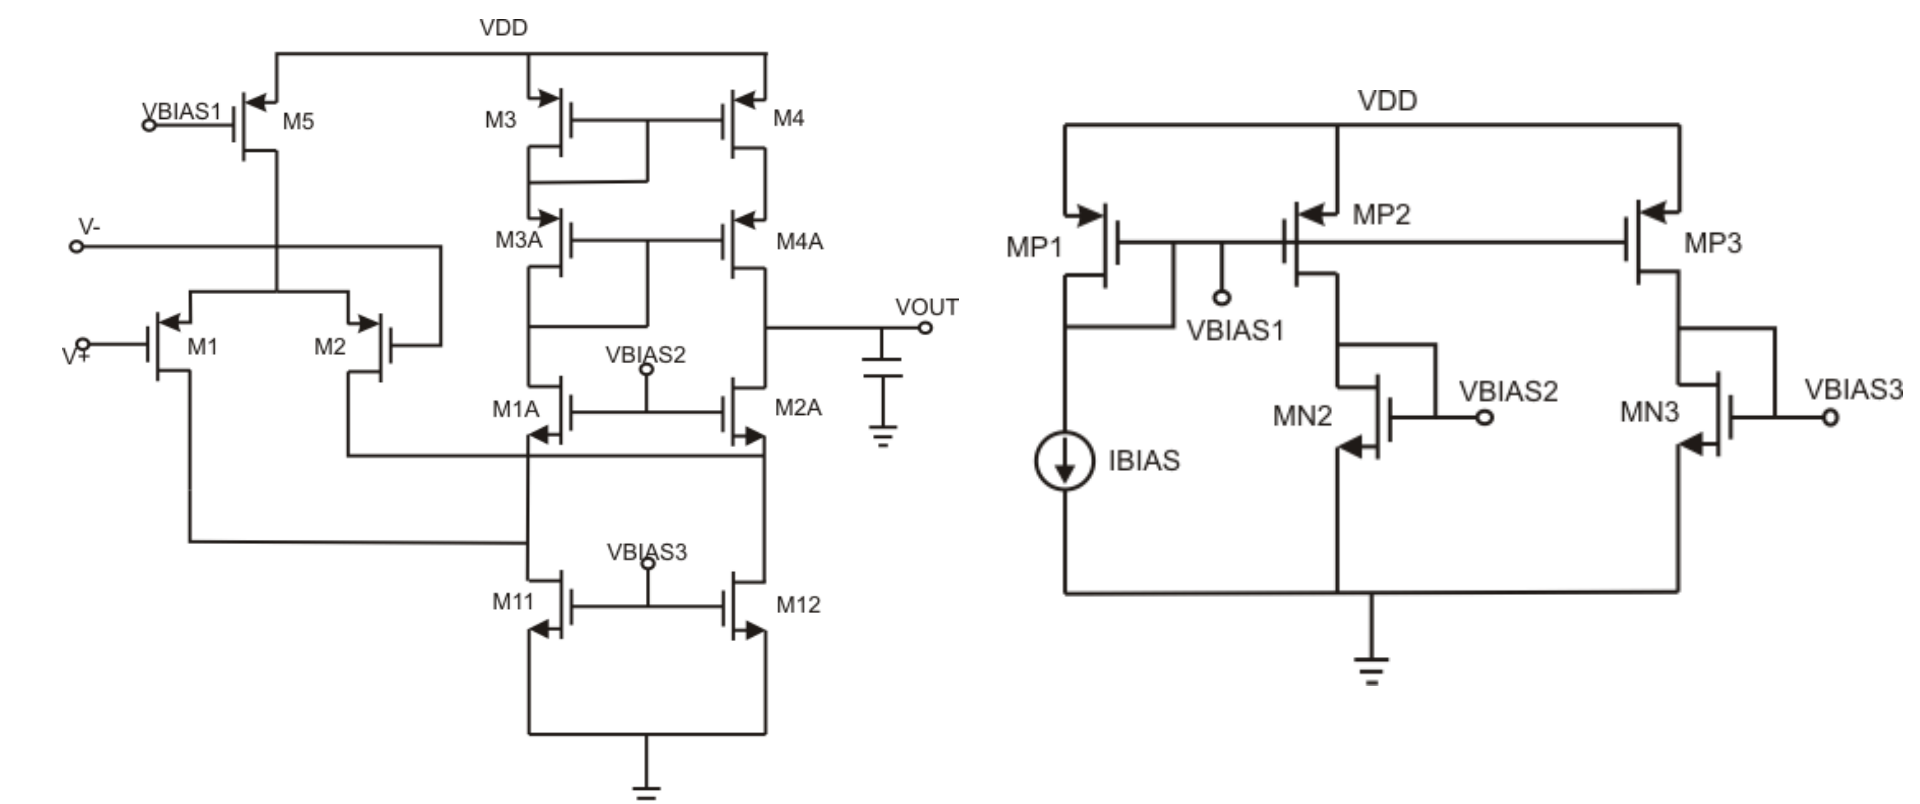 VDD
VBIAS1
M5
M3
M4
V-
M3A
M4A
VOUT
V+
M1
M2
VBIAS2
M1A
M2A
VBIAS3
M11
M12
VDD
MP1
MP2
MP3
VBIAS1
MN2
VBIAS2
MN3
VBIAS3
IBIAS